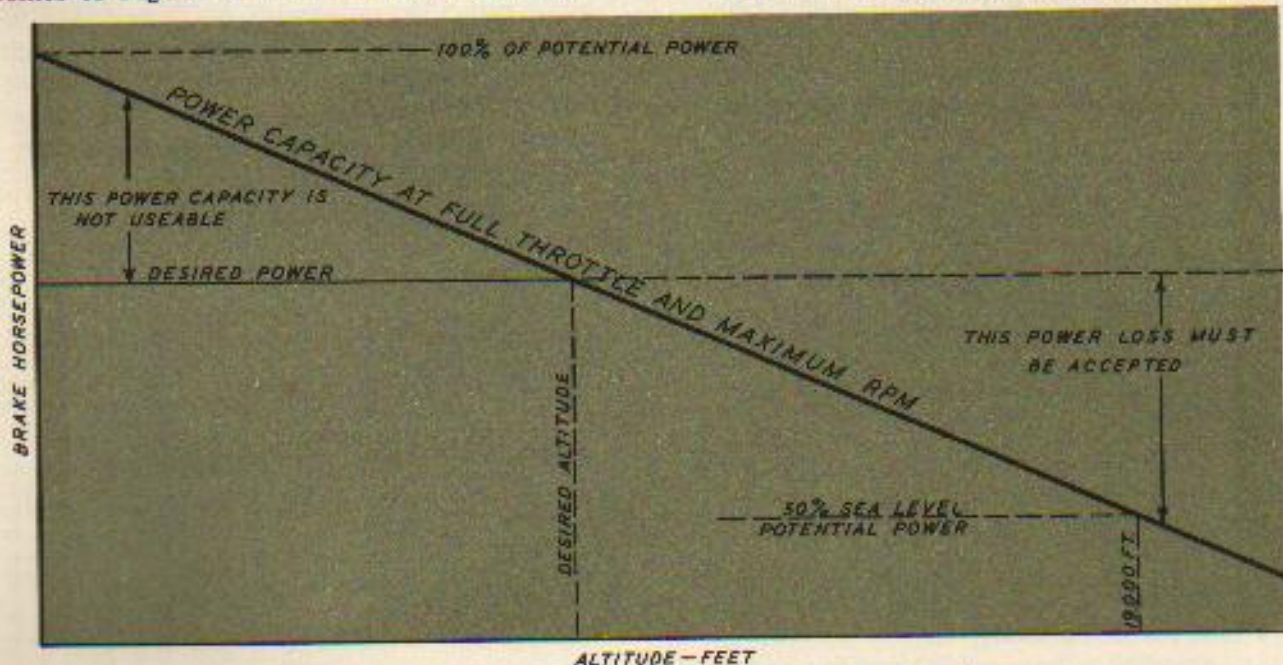 100% OF POTENTIAL POWER
POWER CAPACITY AT FULL THROTTLE AND MAXIMUM RPM
THIS POWER CAPACITY IS
NOT USEABLE
DESIRED POWER
THIS POWER LOSS MUST
BE ACCEPTED
BRAKE HORSEPOWER
DESIRED ALTITUDE
50% SEA LEVEL
POTENTIAL POWER
19000 FT
ALTITUDE—FEET